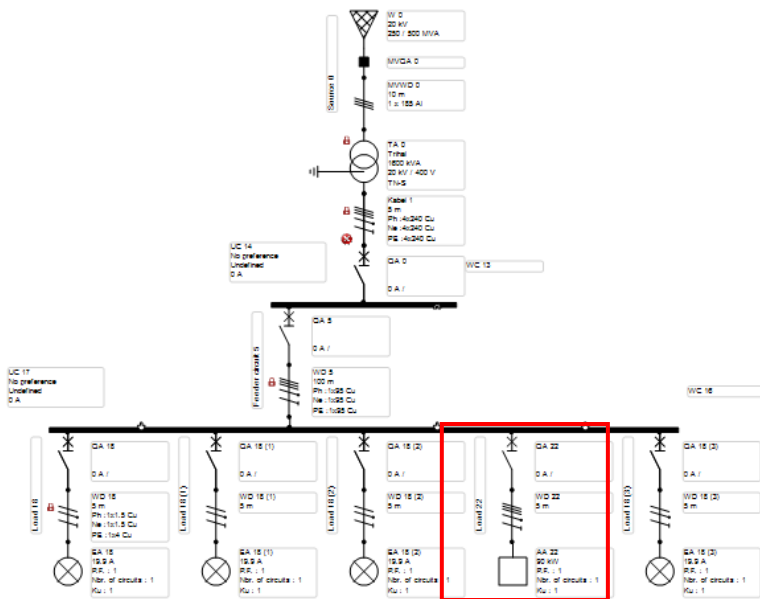 W 0
20 kV
250 / 500 MVA
MVQA 0
MVWD 0
10 m
1 x 185 Al
Source 0
TA 0
Trihal
1600 kVA
20 kV / 400 V
TN-S
Kabel 1
5 m
Ph :4x240 Cu
Ne :4x240 Cu
PE :4x240 Cu
UC 14
No preference
Undefined
0 A
QA 0
0 A /
WC 13
QA 5
0 A /
Feeder circuit 5
WD 5
100 m
Ph :1x95 Cu
Ne :1x95 Cu
PE :1x95 Cu
UC 17
No preference
Undefined
0 A
WC 16
Load 18
QA 18
0 A /
WD 18
5 m
Ph :1x1.5 Cu
Ne :1x1.5 Cu
PE :1x4 Cu
EA 18
19.9 A
P.F. : 1
Nbr. of circuits : 1
Ku : 1
Load 18 (1)
QA 18 (1)
0 A /
WD 18 (1)
5 m
EA 18 (1)
19.9 A
P.F. : 1
Nbr. of circuits : 1
Ku : 1
Load 18 (2)
QA 18 (2)
0 A /
WD 18 (2)
5 m
EA 18 (2)
19.9 A
P.F. : 1
Nbr. of circuits : 1
Ku : 1
Load 22
QA 22
0 A /
WD 22
5 m
AA 22
90 kW
P.F. : 1
Nbr. of circuits : 1
Ku : 1
Load 18 (3)
QA 18 (3)
0 A /
WD 18 (3)
5 m
EA 18 (3)
19.9 A
P.F. : 1
Nbr. of circuits : 1
Ku : 1